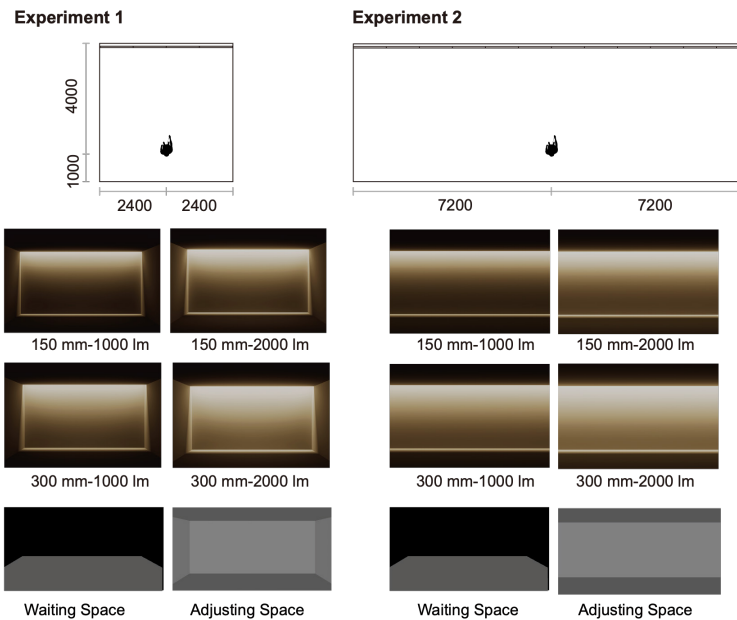 Experiment 1
Experiment 2
4000
1000
2400 2400
7200 7200
150 mm-1000 lm 150 mm-2000 lm 150 mm-1000 lm 150 mm-2000 lm
300 mm-1000 lm 300 mm-2000 lm 300 mm-1000 lm 300 mm-2000 lm
Waiting Space Adjusting Space Waiting Space Adjusting Space